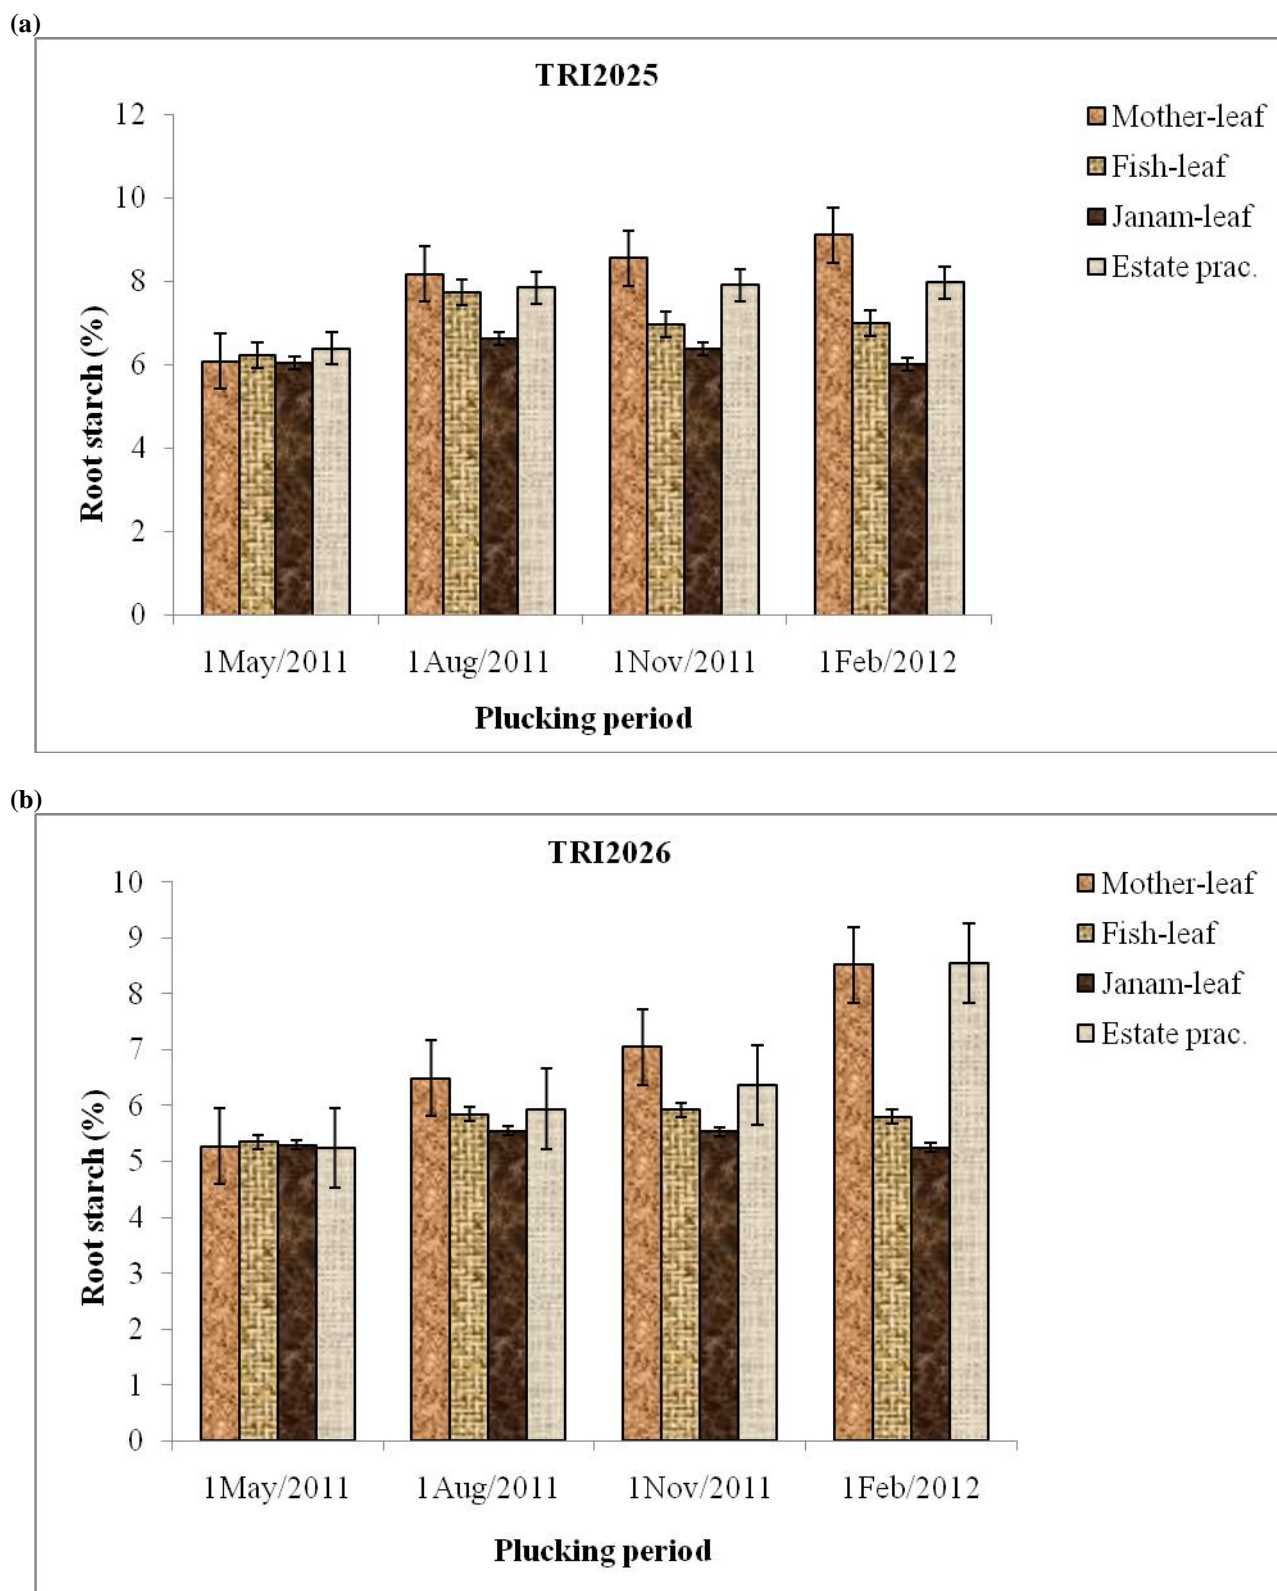 (a)
TRI2025
12
10
8
6
4
2
0
Root starch (%)
1May/2011 1Aug/2011 1Nov/2011 1Feb/2012
Plucking period
Mother-leaf
Fish-leaf
Janam-leaf
Estate prac.
(b)
TRI2026
10
9
8
7
6
5
4
3
2
1
0
Root starch (%)
1May/2011 1Aug/2011 1Nov/2011 1Feb/2012
Plucking period
Mother-leaf
Fish-leaf
Janam-leaf
Estate prac.